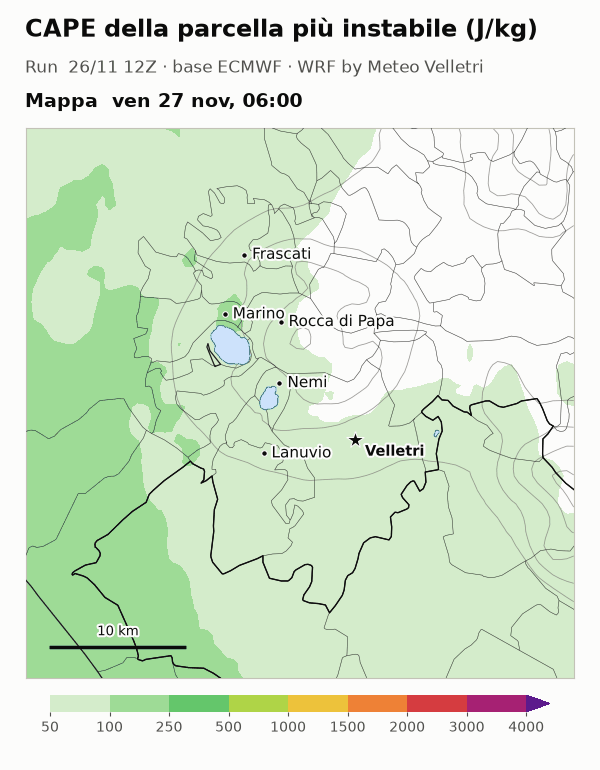 CAPE della parcella più instabile (J/kg)
Run  26/11 12Z · base ECMWF · WRF by Meteo Velletri
Mappa  ven 27 nov, 06:00
Frascati
Marino
Rocca di Papa
Nemi
Velletri
Lanuvio
10 km
50 100 250 500 1000 1500 2000 3000 4000